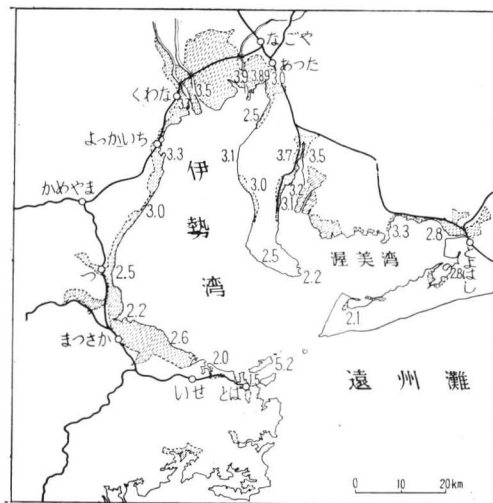 なごや
あつた
3.9
3.89
3.0
3.5
くわな
2.5
よっかいち
3.3
3.1
3.7
3.5
伊勢湾
かめやま
3.0
3.0
3.2
3.1
3.3
2.8
渥美湾
とよはし
2.8
2.5
2.2
つ
2.5
2.2
2.1
まつさか
2.6
2.0
5.2
いせ
とば
遠州灘
0 10 20km